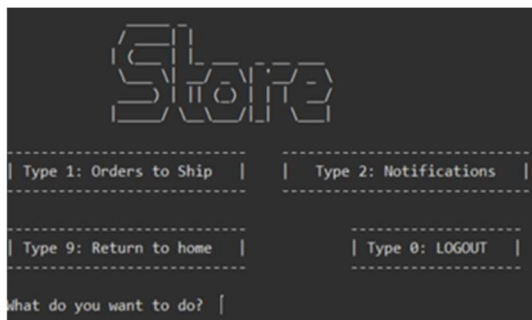 Store
| Type 1: Orders to Ship | | Type 2: Notifications |
| Type 9: Return to home | | Type 0: LOGOUT |
What do you want to do?